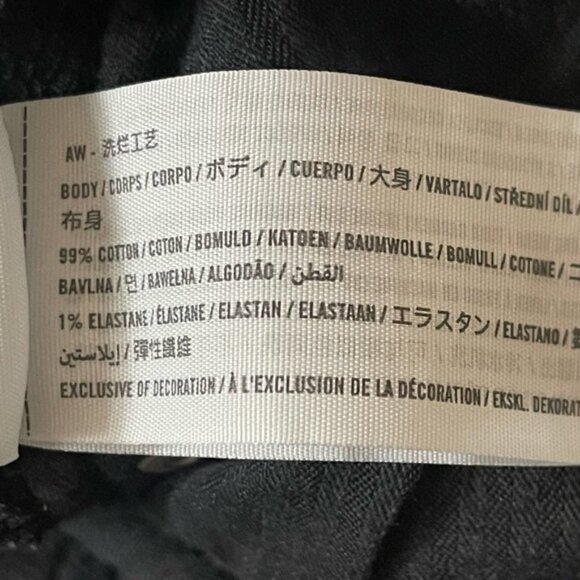 AW - 洗烂工艺
BODY / CORPS / CORPO / ボディ / CUERPO / 大身 / VARTALO / STŘEDNÍ DÍL /
布身
99% COTTON / COTON / BOMULD / KATOEN / BAUMWOLLE / BOMULL / COTONE / コ
BAVLNA / 면 / BAWEŁNA / ALGODÃO / القطن
1% ELASTANE / ÉLASTANE / ELASTAN / ELASTAAN / エラスタン / ELASTANO /
إيلاستين / 彈性纖維
EXCLUSIVE OF DECORATION / À L'EXCLUSION DE LA DÉCORATION / EKSKL. DEKORAT